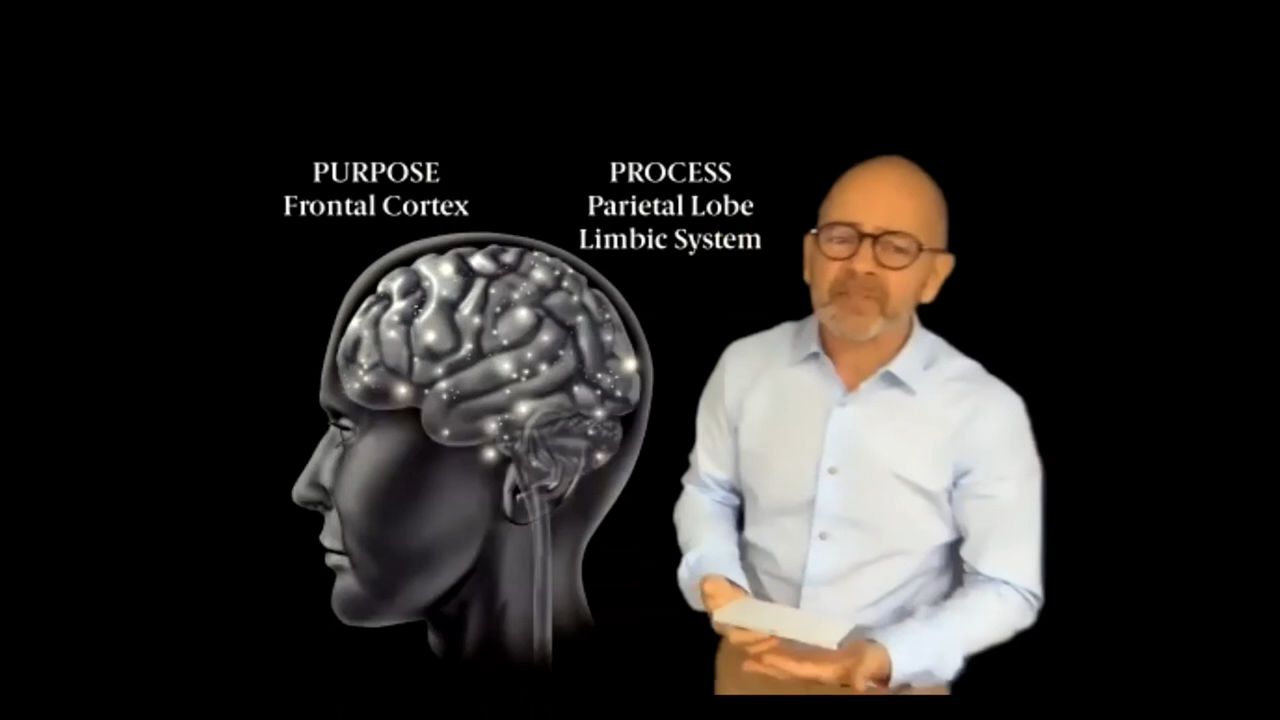 PURPOSE
Frontal Cortex
PROCESS
Parietal Lobe
Limbic System